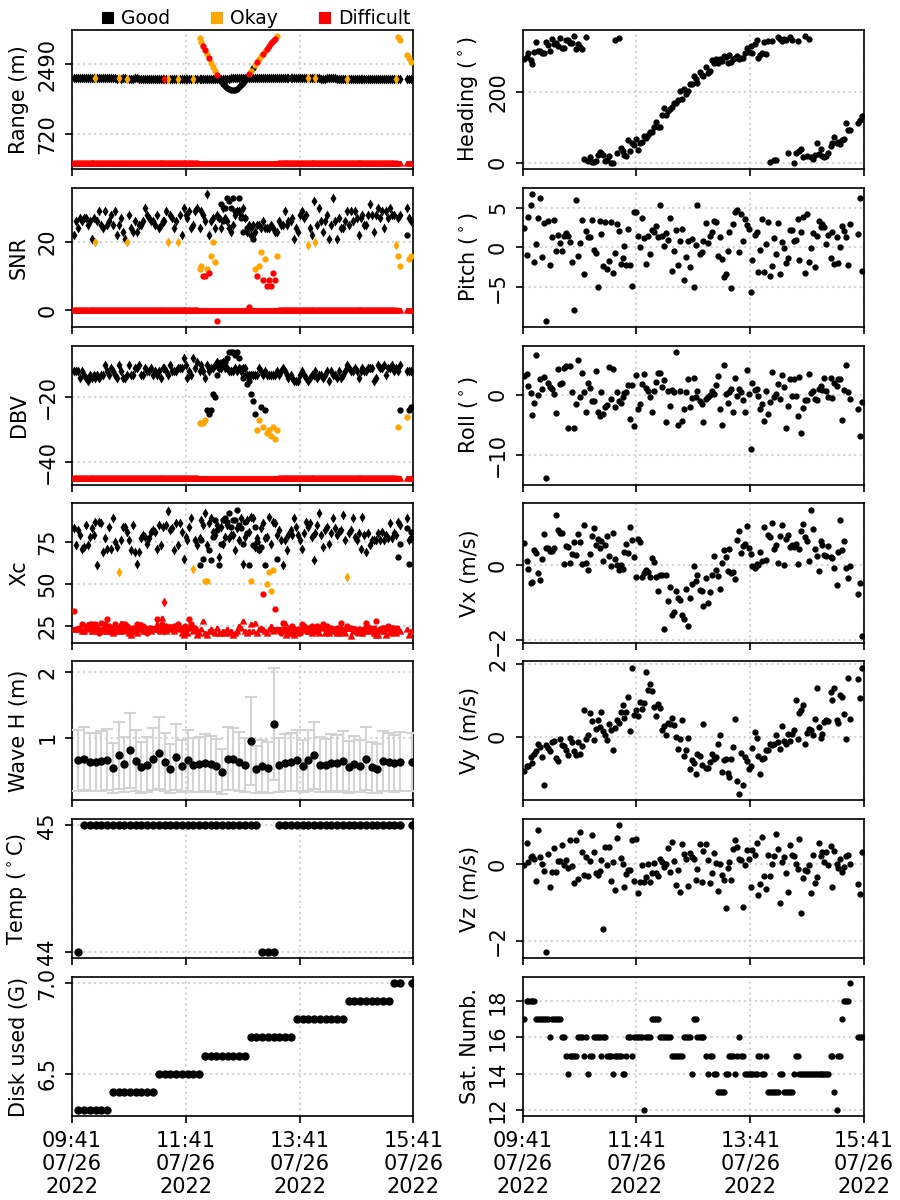 Good Okay Difficult
Range (m)
2490
720
Heading (°)
200
0
SNR
20
0
Pitch (°)
5
0
−5
DBV
−20
−40
Roll (°)
0
−10
Xc
75
50
25
Vx (m/s)
0
−2
Wave H (m)
2
1
Vy (m/s)
2
0
Temp (°C)
45
44
Vz (m/s)
0
−2
Disk used (G)
7.0
6.5
Sat. Numb.
18
16
14
12
09:41 11:41 13:41 15:41 09:41 11:41 13:41 15:41
07/26 07/26 07/26 07/26 07/26 07/26 07/26 07/26
2022 2022 2022 2022 2022 2022 2022 2022